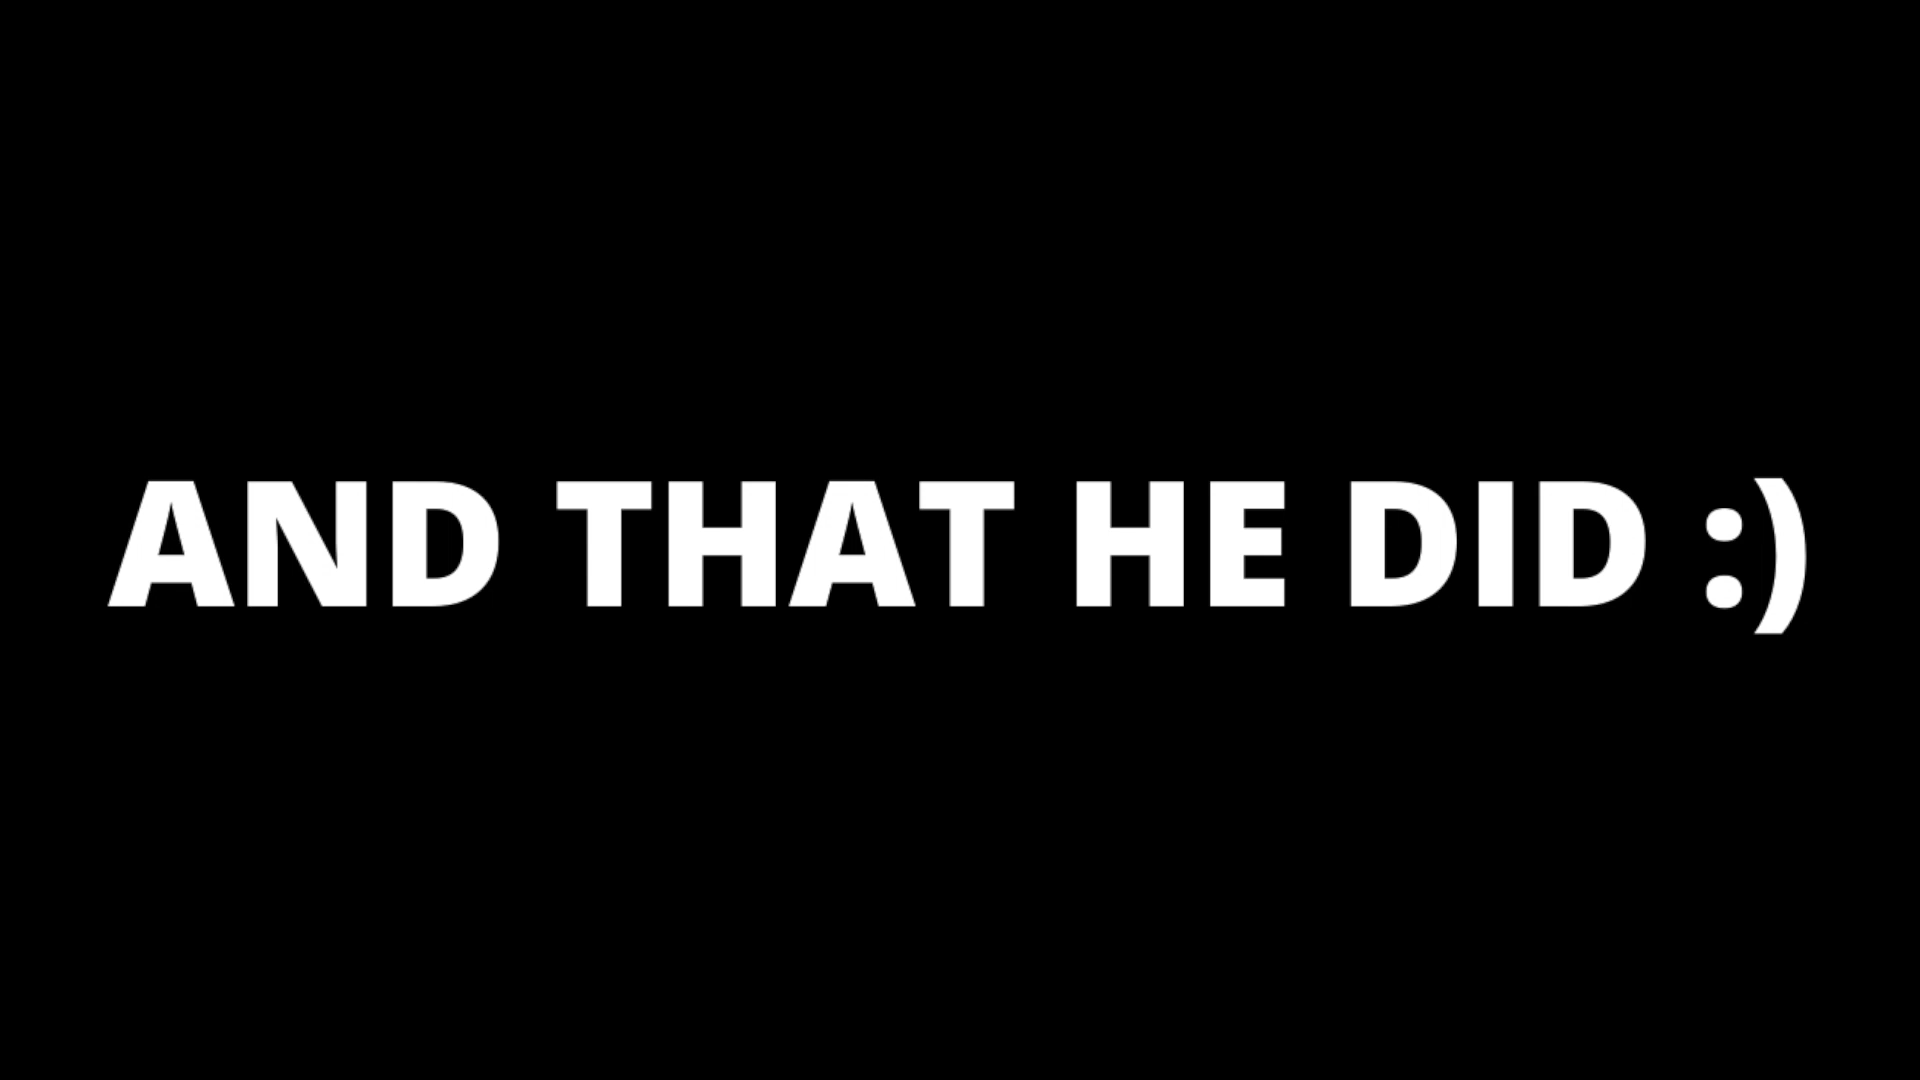 AND THAT HE DID :)